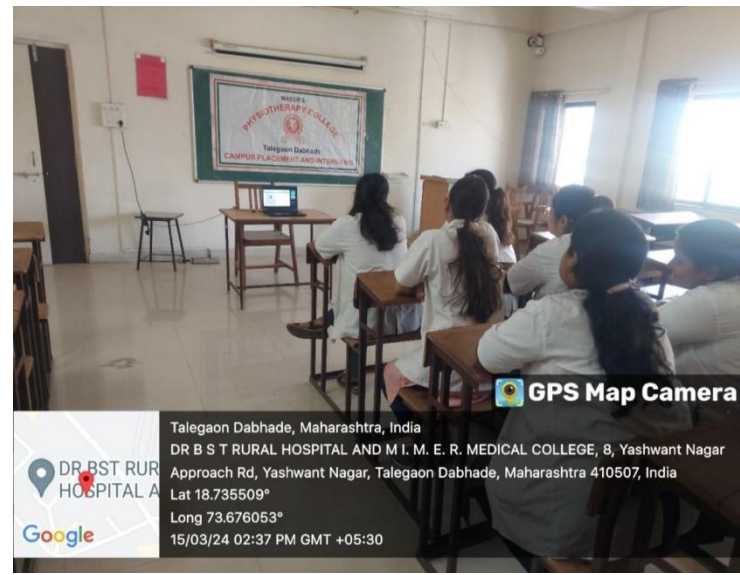 MAEER'S
PHYSIOTHERAPY COLLEGE
Talegaon Dabhade
CAMPUS PLACEMENT AND INTERVIEWS
GPS Map Camera
Talegaon Dabhade, Maharashtra, India
DR B S T RURAL HOSPITAL AND M I. M. E. R. MEDICAL COLLEGE, 8, Yashwant Nagar
Approach Rd, Yashwant Nagar, Talegaon Dabhade, Maharashtra 410507, India
Lat 18.735509°
Long 73.676053°
15/03/24 02:37 PM GMT +05:30
DR BST RUR
HOSPITAL A
Google